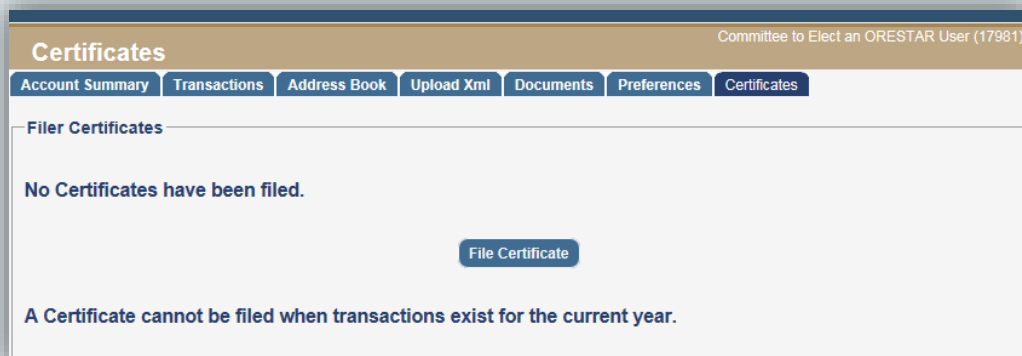 Committee to Elect an ORESTAR User (17981)
Certificates
Account Summary Transactions Address Book Upload Xml Documents Preferences Certificates
Filer Certificates
No Certificates have been filed.
File Certificate
A Certificate cannot be filed when transactions exist for the current year.